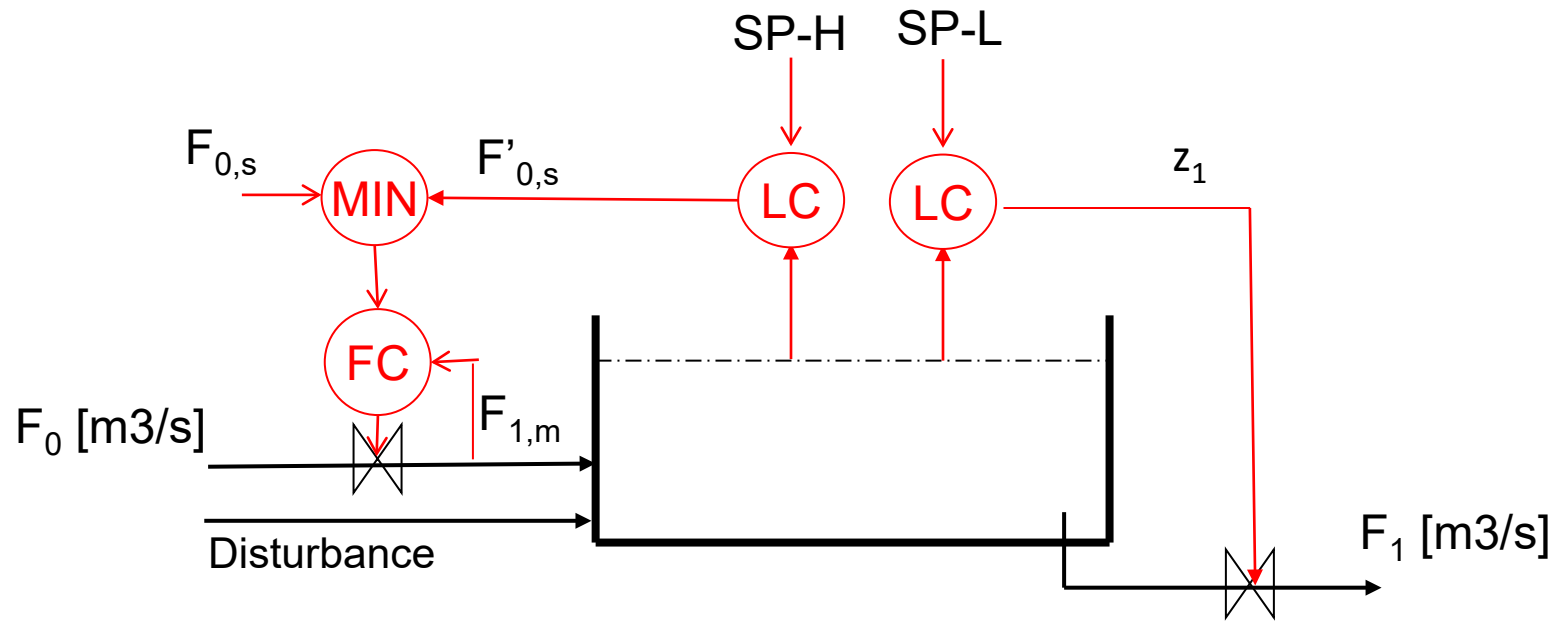 SP-H
SP-L
F0,s
F’0,s
z1
MIN
LC
LC
FC
F1,m
F0 [m3/s]
Disturbance
F1 [m3/s]